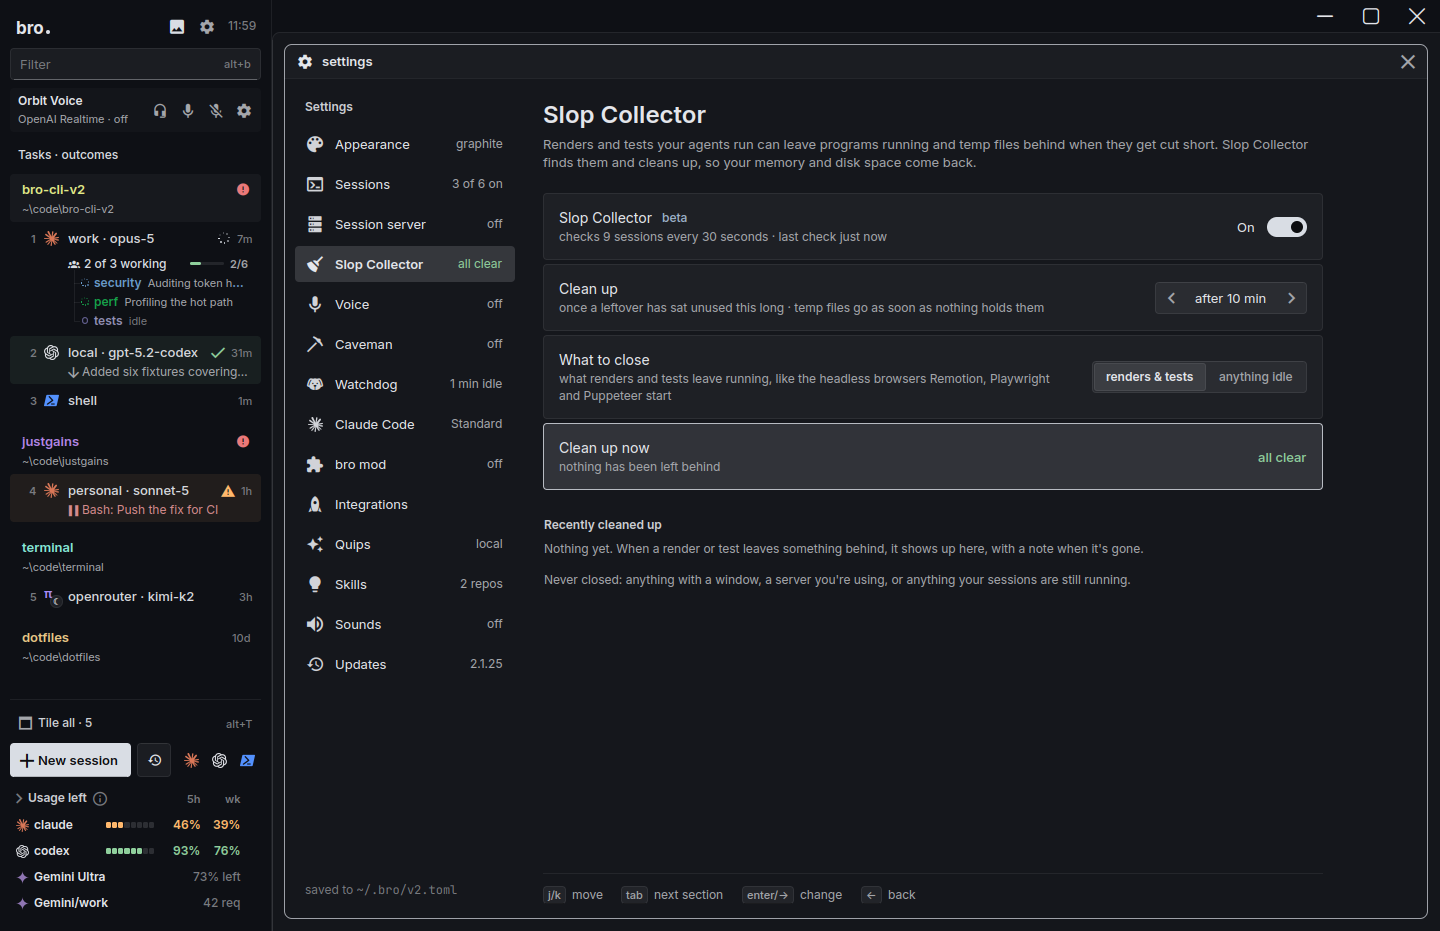 bro.
11:59
Filter
alt+b
Orbit Voice
OpenAI Realtime · off
Tasks · outcomes
bro-cli-v2
~\code\bro-cli-v2
1 work · opus-5 7m
2 of 3 working 2/6
security Auditing token h...
perf Profiling the hot path
tests idle
2 local · gpt-5.2-codex 31m
Added six fixtures covering...
3 shell 1m
justgains
~\code\justgains
4 personal · sonnet-5 1h
Bash: Push the fix for CI
terminal
~\code\terminal
5 openrouter · kimi-k2 3h
dotfiles 10d
~\code\dotfiles
Tile all · 5 alt+T
New session
Usage left 5h wk
claude 46% 39%
codex 93% 76%
Gemini Ultra 73% left
Gemini/work 42 req
settings
Settings
Appearance graphite
Sessions 3 of 6 on
Session server off
Slop Collector all clear
Voice off
Caveman off
Watchdog 1 min idle
Claude Code Standard
bro mod off
Integrations
Quips local
Skills 2 repos
Sounds off
Updates 2.1.25
saved to ~/.bro/v2.toml
Slop Collector
Renders and tests your agents run can leave programs running and temp files behind when they get cut short. Slop Collector
finds them and cleans up, so your memory and disk space come back.
Slop Collector beta
checks 9 sessions every 30 seconds · last check just now
On
Clean up
once a leftover has sat unused this long · temp files go as soon as nothing holds them
after 10 min
What to close
what renders and tests leave running, like the headless browsers Remotion, Playwright
and Puppeteer start
renders & tests anything idle
Clean up now
nothing has been left behind
all clear
Recently cleaned up
Nothing yet. When a render or test leaves something behind, it shows up here, with a note when it's gone.
Never closed: anything with a window, a server you're using, or anything your sessions are still running.
j/k move tab next section enter/→ change ← back